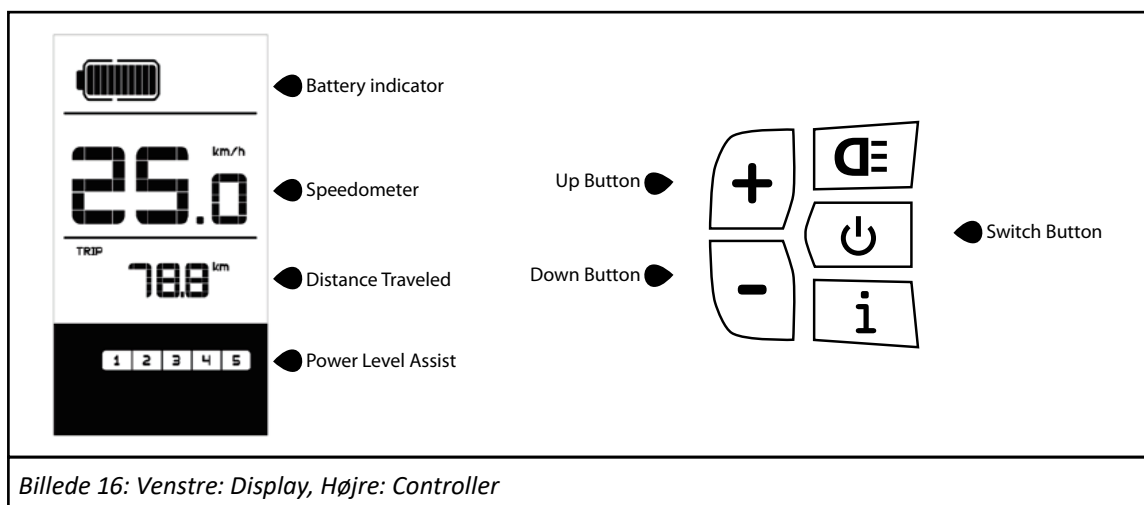 Battery indicator
km/h
25.0
Speedometer
TRIP
78.8 km
Distance Traveled
1 2 3 4 5
Power Level Assist
Up Button
+
Down Button
-
Switch Button
i
Billede 16: Venstre: Display, Højre: Controller